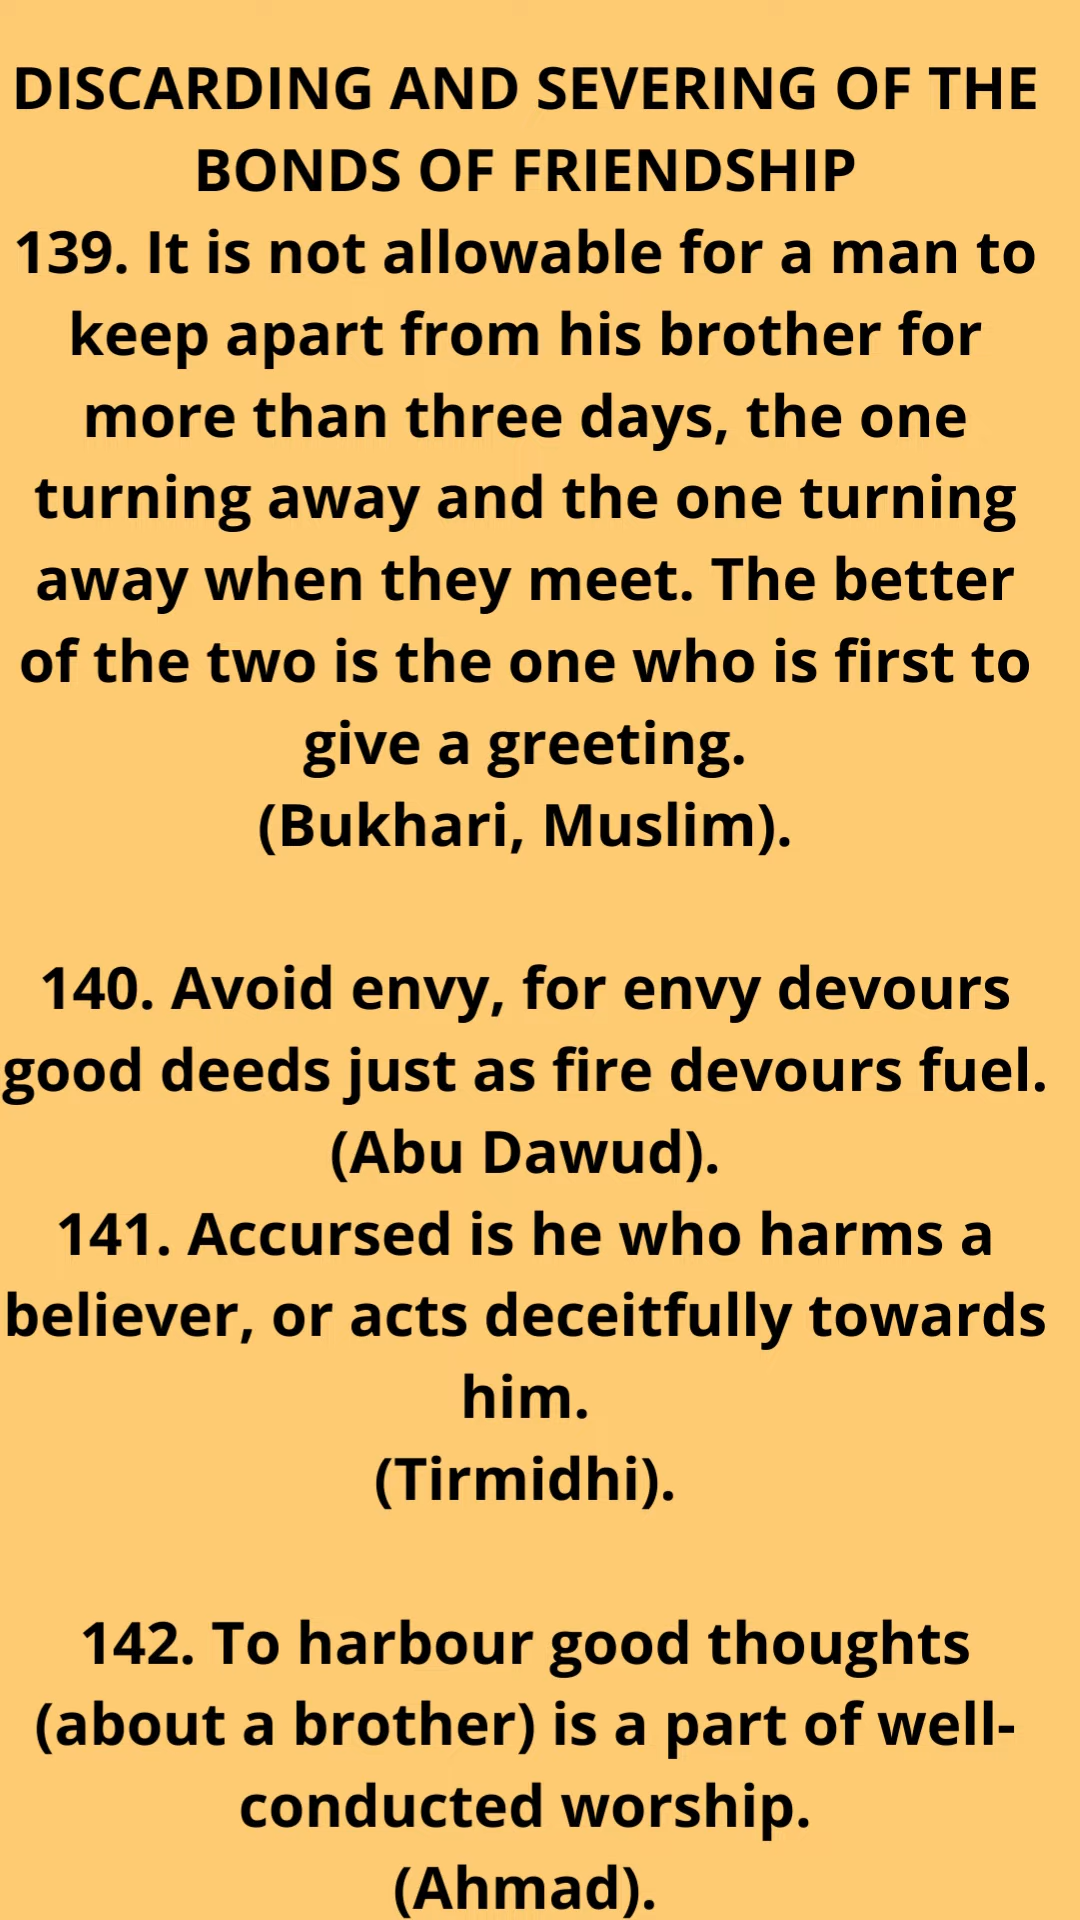 DISCARDING AND SEVERING OF THE
BONDS OF FRIENDSHIP
139. It is not allowable for a man to
keep apart from his brother for
more than three days, the one
turning away and the one turning
away when they meet. The better
of the two is the one who is first to
give a greeting.
(Bukhari, Muslim).
140. Avoid envy, for envy devours
good deeds just as fire devours fuel.
(Abu Dawud).
141. Accursed is he who harms a
believer, or acts deceitfully towards
him.
(Tirmidhi).
142. To harbour good thoughts
(about a brother) is a part of well-
conducted worship.
(Ahmad).